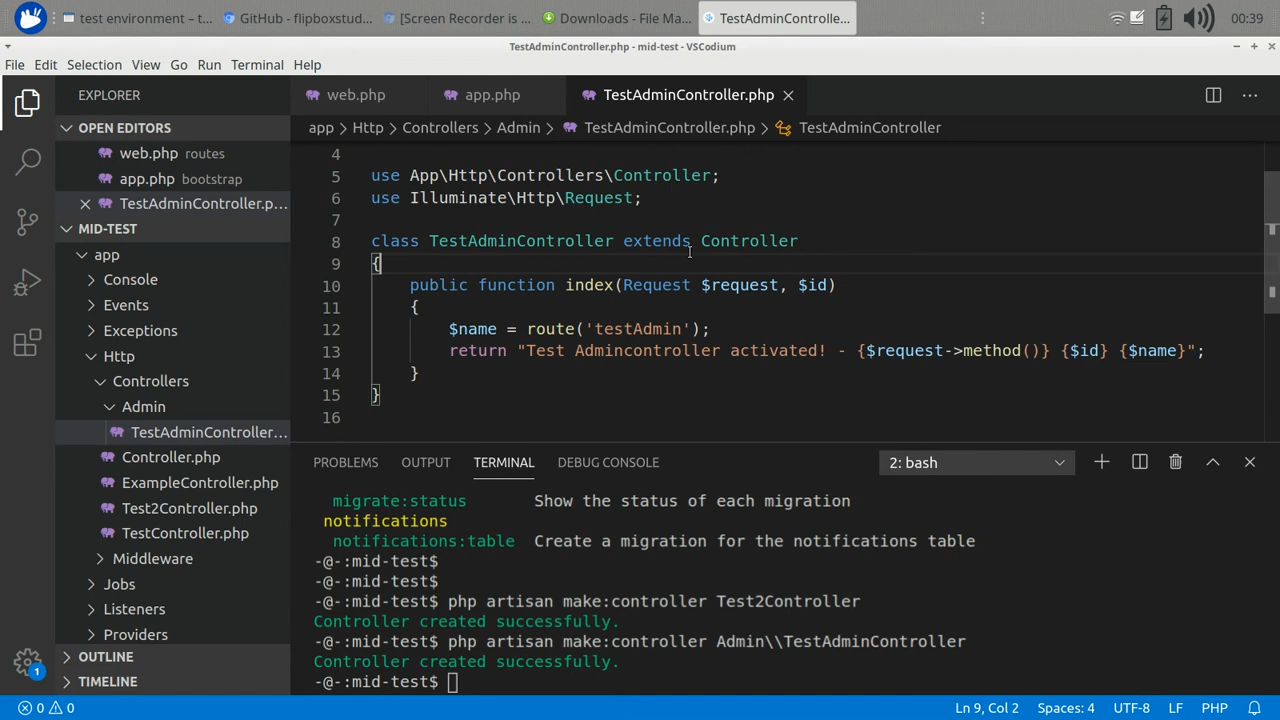 test environment – t...
GitHub - flipboxstud...
[Screen Recorder is ...
Downloads - File Ma...
TestAdminControlle...
00:39
TestAdminController.php - mid-test - VSCodium
File Edit Selection View Go Run Terminal Help
EXPLORER
OPEN EDITORS
web.php routes
app.php bootstrap
TestAdminController.p...
MID-TEST
app
Console
Events
Exceptions
Http
Controllers
Admin
TestAdminController...
Controller.php
ExampleController.php
Test2Controller.php
TestController.php
Middleware
Jobs
Listeners
Providers
OUTLINE
TIMELINE
1
web.php
app.php
TestAdminController.php
app > Http > Controllers > Admin > TestAdminController.php > TestAdminController
4
5 use App\Http\Controllers\Controller;
6 use Illuminate\Http\Request;
7
8 class TestAdminController extends Controller
9 {
10 public function index(Request $request, $id)
11 {
12 $name = route('testAdmin');
13 return "Test Admincontroller activated! - {$request->method()} {$id} {$name}";
14 }
15 }
16
PROBLEMS OUTPUT TERMINAL DEBUG CONSOLE
2: bash
migrate:status Show the status of each migration
notifications
notifications:table Create a migration for the notifications table
-@-:mid-test$
-@-:mid-test$
-@-:mid-test$ php artisan make:controller Test2Controller
Controller created successfully.
-@-:mid-test$ php artisan make:controller Admin\\TestAdminController
Controller created successfully.
-@-:mid-test$
0 0
Ln 9, Col 2 Spaces: 4 UTF-8 LF PHP